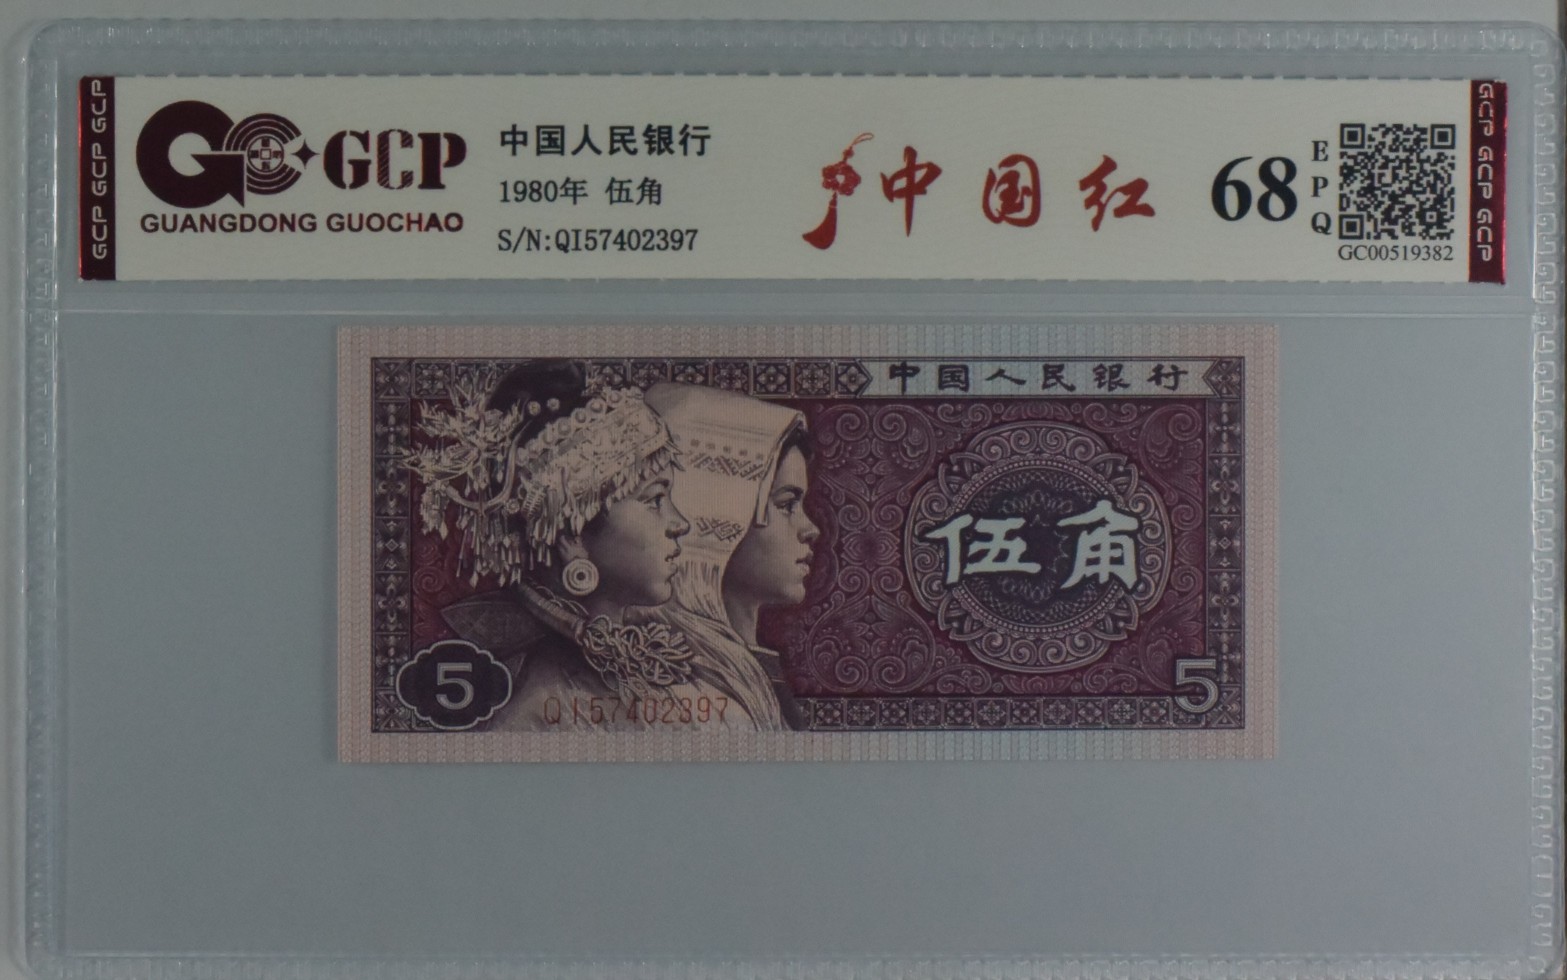 GCP GCP GCP
GCP
GUANGDONG GUOCHAO
中国人民银行
1980年 伍角
S/N:QI57402397
中国红
68
EPQ
GC00519382
GCP GCP GCP
中国人民银行
伍角
5
5
QI57402397